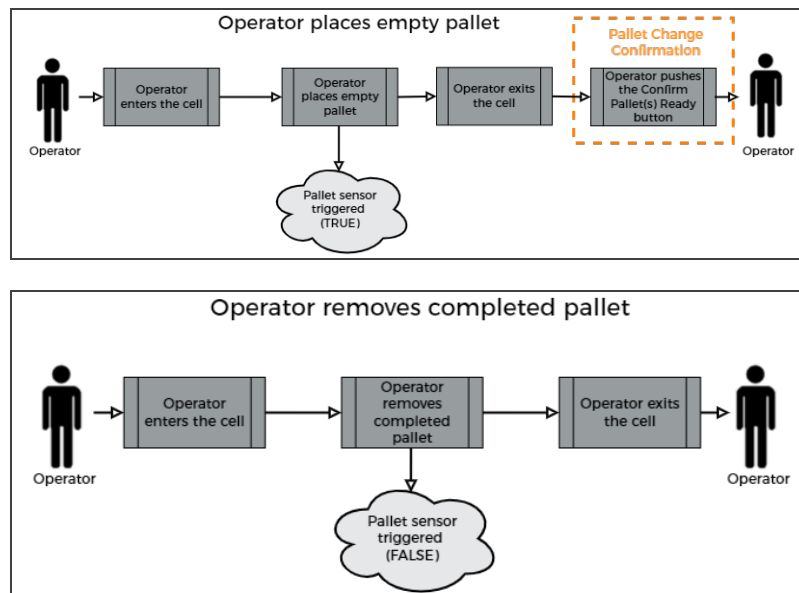 Operator places empty pallet
Pallet Change
Confirmation
Operator
enters the cell
Operator
places empty
pallet
Operator exits
the cell
Operator pushes
the Confirm
Pallet(s) Ready
button
Operator
Operator
Pallet sensor
triggered
(TRUE)
Operator removes completed pallet
Operator
enters the cell
Operator
removes
completed
pallet
Operator exits
the cell
Operator
Operator
Pallet sensor
triggered
(FALSE)